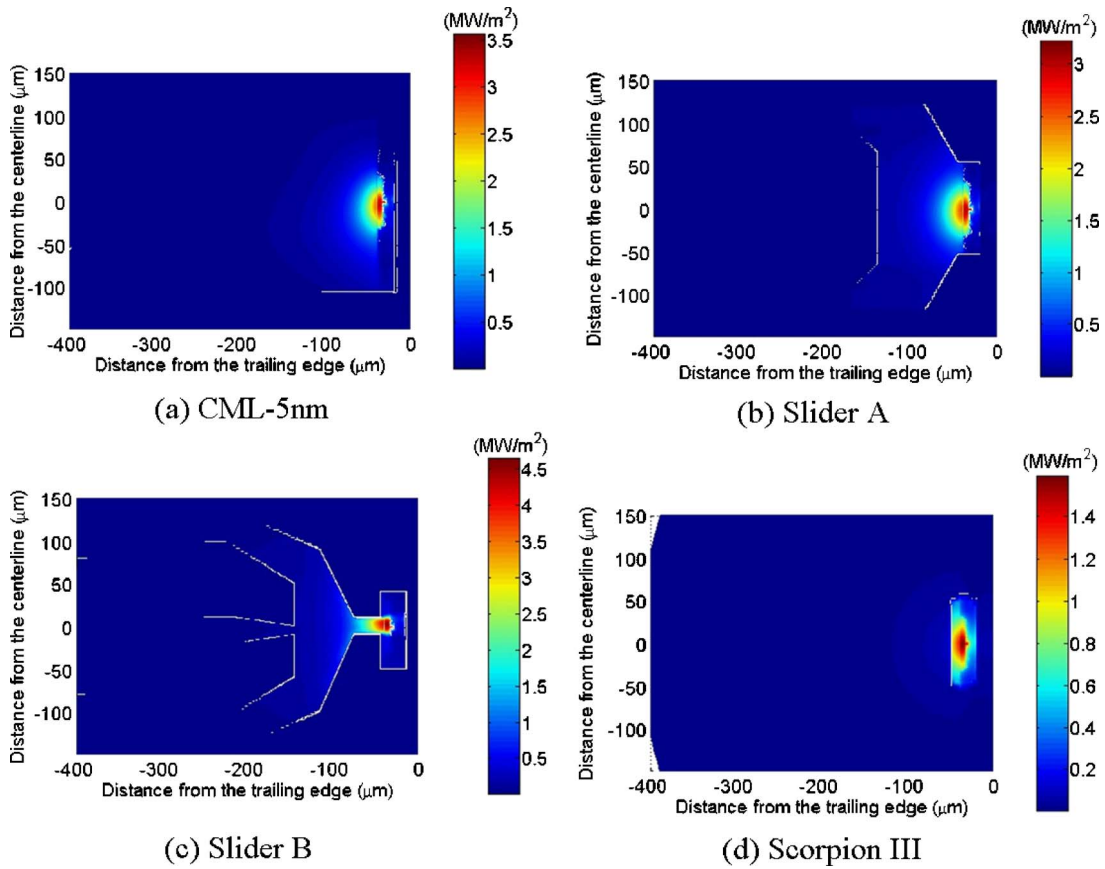 (MW/m²)
3.5
3
2.5
2
1.5
1
0.5
150
100
50
0
-50
-100
Distance from the centerline (μm)
-400 -300 -200 -100 0
Distance from the trailing edge (μm)
(a) CML-5nm
(MW/m²)
3
2.5
2
1.5
1
0.5
150
100
50
0
-50
-100
Distance from the centerline (μm)
-400 -300 -200 -100 0
Distance from the trailing edge (μm)
(b) Slider A
(MW/m²)
4.5
4
3.5
3
2.5
2
1.5
1
0.5
150
100
50
0
-50
-100
Distance from the centerline (μm)
-400 -300 -200 -100 0
Distance from the trailing edge (μm)
(c) Slider B
(MW/m²)
1.4
1.2
1
0.8
0.6
0.4
0.2
150
100
50
0
-50
-100
Distance from the centerline (μm)
-400 -300 -200 -100 0
Distance from the trailing edge (μm)
(d) Scorpion III